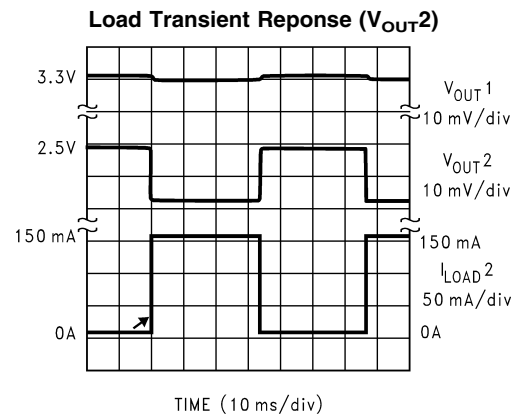 Load Transient Reponse (VOUT2)
3.3V
VOUT1
10 mV/div
2.5V
VOUT2
10 mV/div
150 mA
150 mA
ILOAD2
50 mA/div
0A
0A
TIME (10 ms/div)